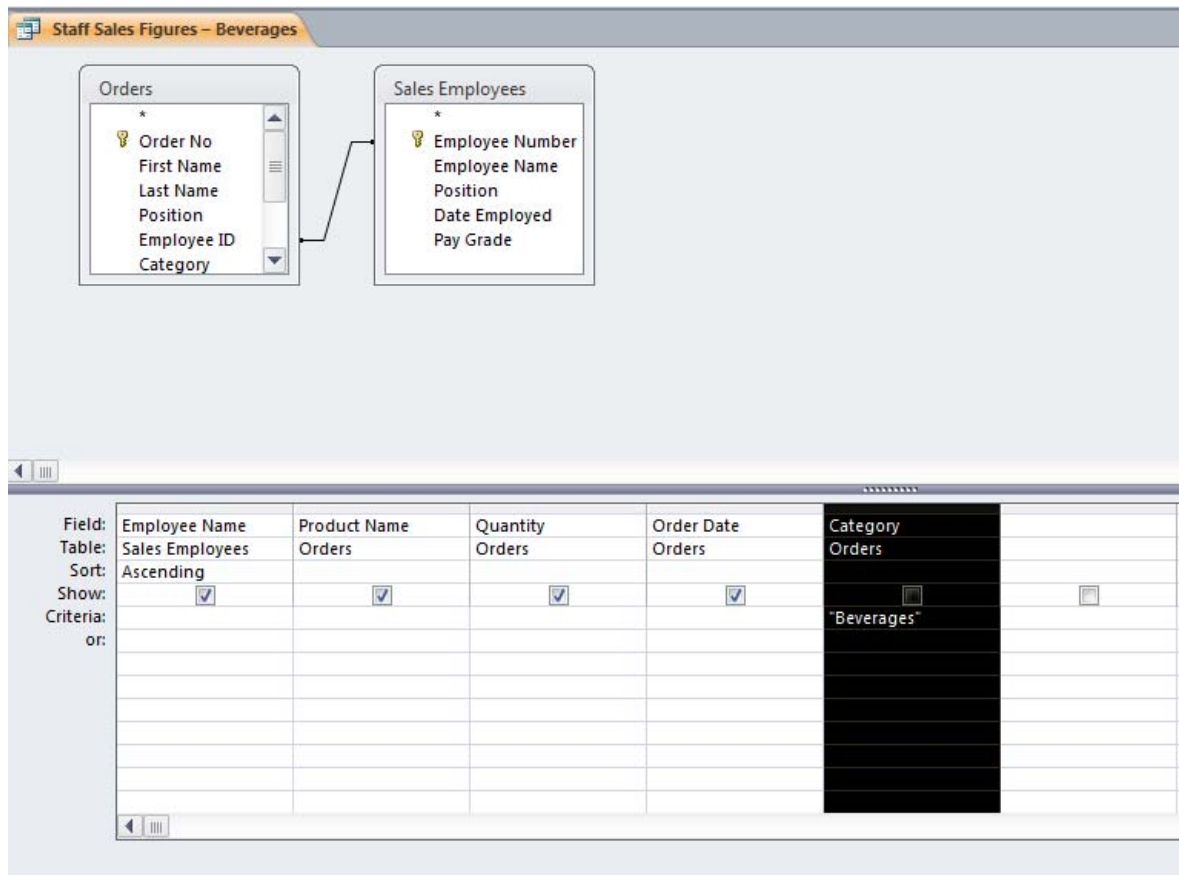 Staff Sales Figures – Beverages
Orders
*
Order No
First Name
Last Name
Position
Employee ID
Category
Sales Employees
*
Employee Number
Employee Name
Position
Date Employed
Pay Grade
Field: Employee Name Product Name Quantity Order Date Category
Table: Sales Employees Orders Orders Orders Orders
Sort: Ascending
Show:
Criteria: "Beverages"
or: